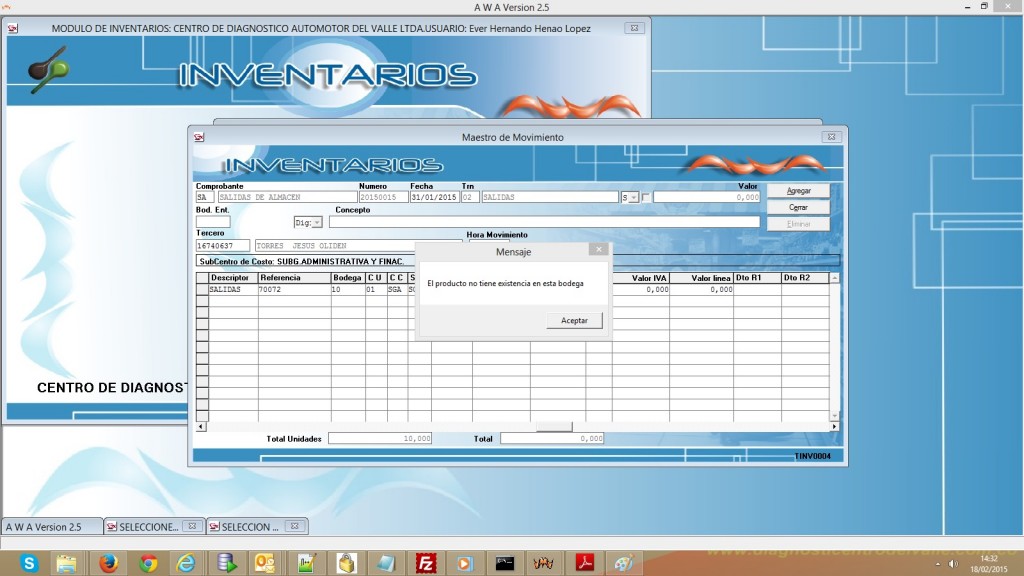 A W A Version 2.5
MODULO DE INVENTARIOS: CENTRO DE DIAGNOSTICO AUTOMOTOR DEL VALLE LTDA.USUARIO: Ever Hernando Henao Lopez
INVENTARIOS
Maestro de Movimiento
INVENTARIOS
Comprobante Numero Fecha Trn Valor
SA SALIDAS DE ALMACEN 20150015 31/01/2015 02 SALIDAS S 0,000
Agregar
Cerrar
Eliminar
Bod. Ent. Concepto
Dig:
Tercero Hora Movimiento
16740637 TORRES JESUS OLIDEN
SubCentro de Costo: SUBG.ADMINISTRATIVA Y FINAC.
Mensaje
El producto no tiene existencia en esta bodega
Aceptar
Descriptor Referencia Bodega C U C C S Valor IVA Valor linea Dto R1 Dto R2
SALIDAS 70072 10 01 SGA 0,000 0,000
CENTRO DE DIAGNOST
Total Unidades 10,000 Total 0,000
TINV0004
A W A Version 2.5 SELECCIONE... SELECCION ...
14:32
18/02/2015